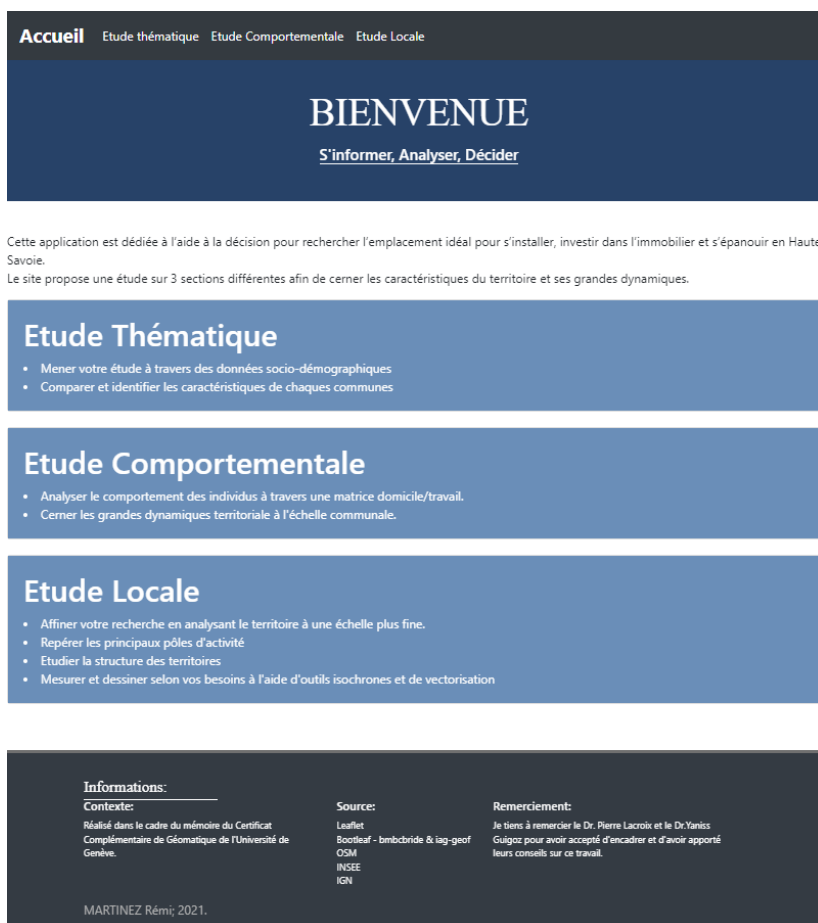 Accueil Etude thématique Etude Comportementale Etude Locale
BIENVENUE
S'informer, Analyser, Décider
Cette application est dédiée à l'aide à la décision pour rechercher l'emplacement idéal pour s'installer, investir dans l'immobilier et s'épanouir en Haute
Savoie.
Le site propose une étude sur 3 sections différentes afin de cerner les caractéristiques du territoire et ses grandes dynamiques.
Etude Thématique
• Mener votre étude à travers des données socio-démographiques
• Comparer et identifier les caractéristiques de chaques communes
Etude Comportementale
• Analyser le comportement des individus à travers une matrice domicile/travail.
• Cerner les grandes dynamiques territoriale à l'échelle communale.
Etude Locale
• Affiner votre recherche en analysant le territoire à une échelle plus fine.
• Repérer les principaux pôles d'activité
• Etudier la structure des territoires
• Mesurer et dessiner selon vos besoins à l'aide d'outils isochrones et de vectorisation
Informations:
Contexte:
Réalisé dans le cadre du mémoire du Certificat
Complémentaire de Géomatique de l'Université de
Genève.
Source:
Leaflet
Bootleaf - bmbcbride & iag-geof
OSM
INSEE
IGN
Remerciement:
Je tiens à remercier le Dr. Pierre Lacroix et le Dr.Yaniss
Guigoz pour avoir accepté d'encadrer et d'avoir apporté
leurs conseils sur ce travail.
MARTINEZ Rémi; 2021.